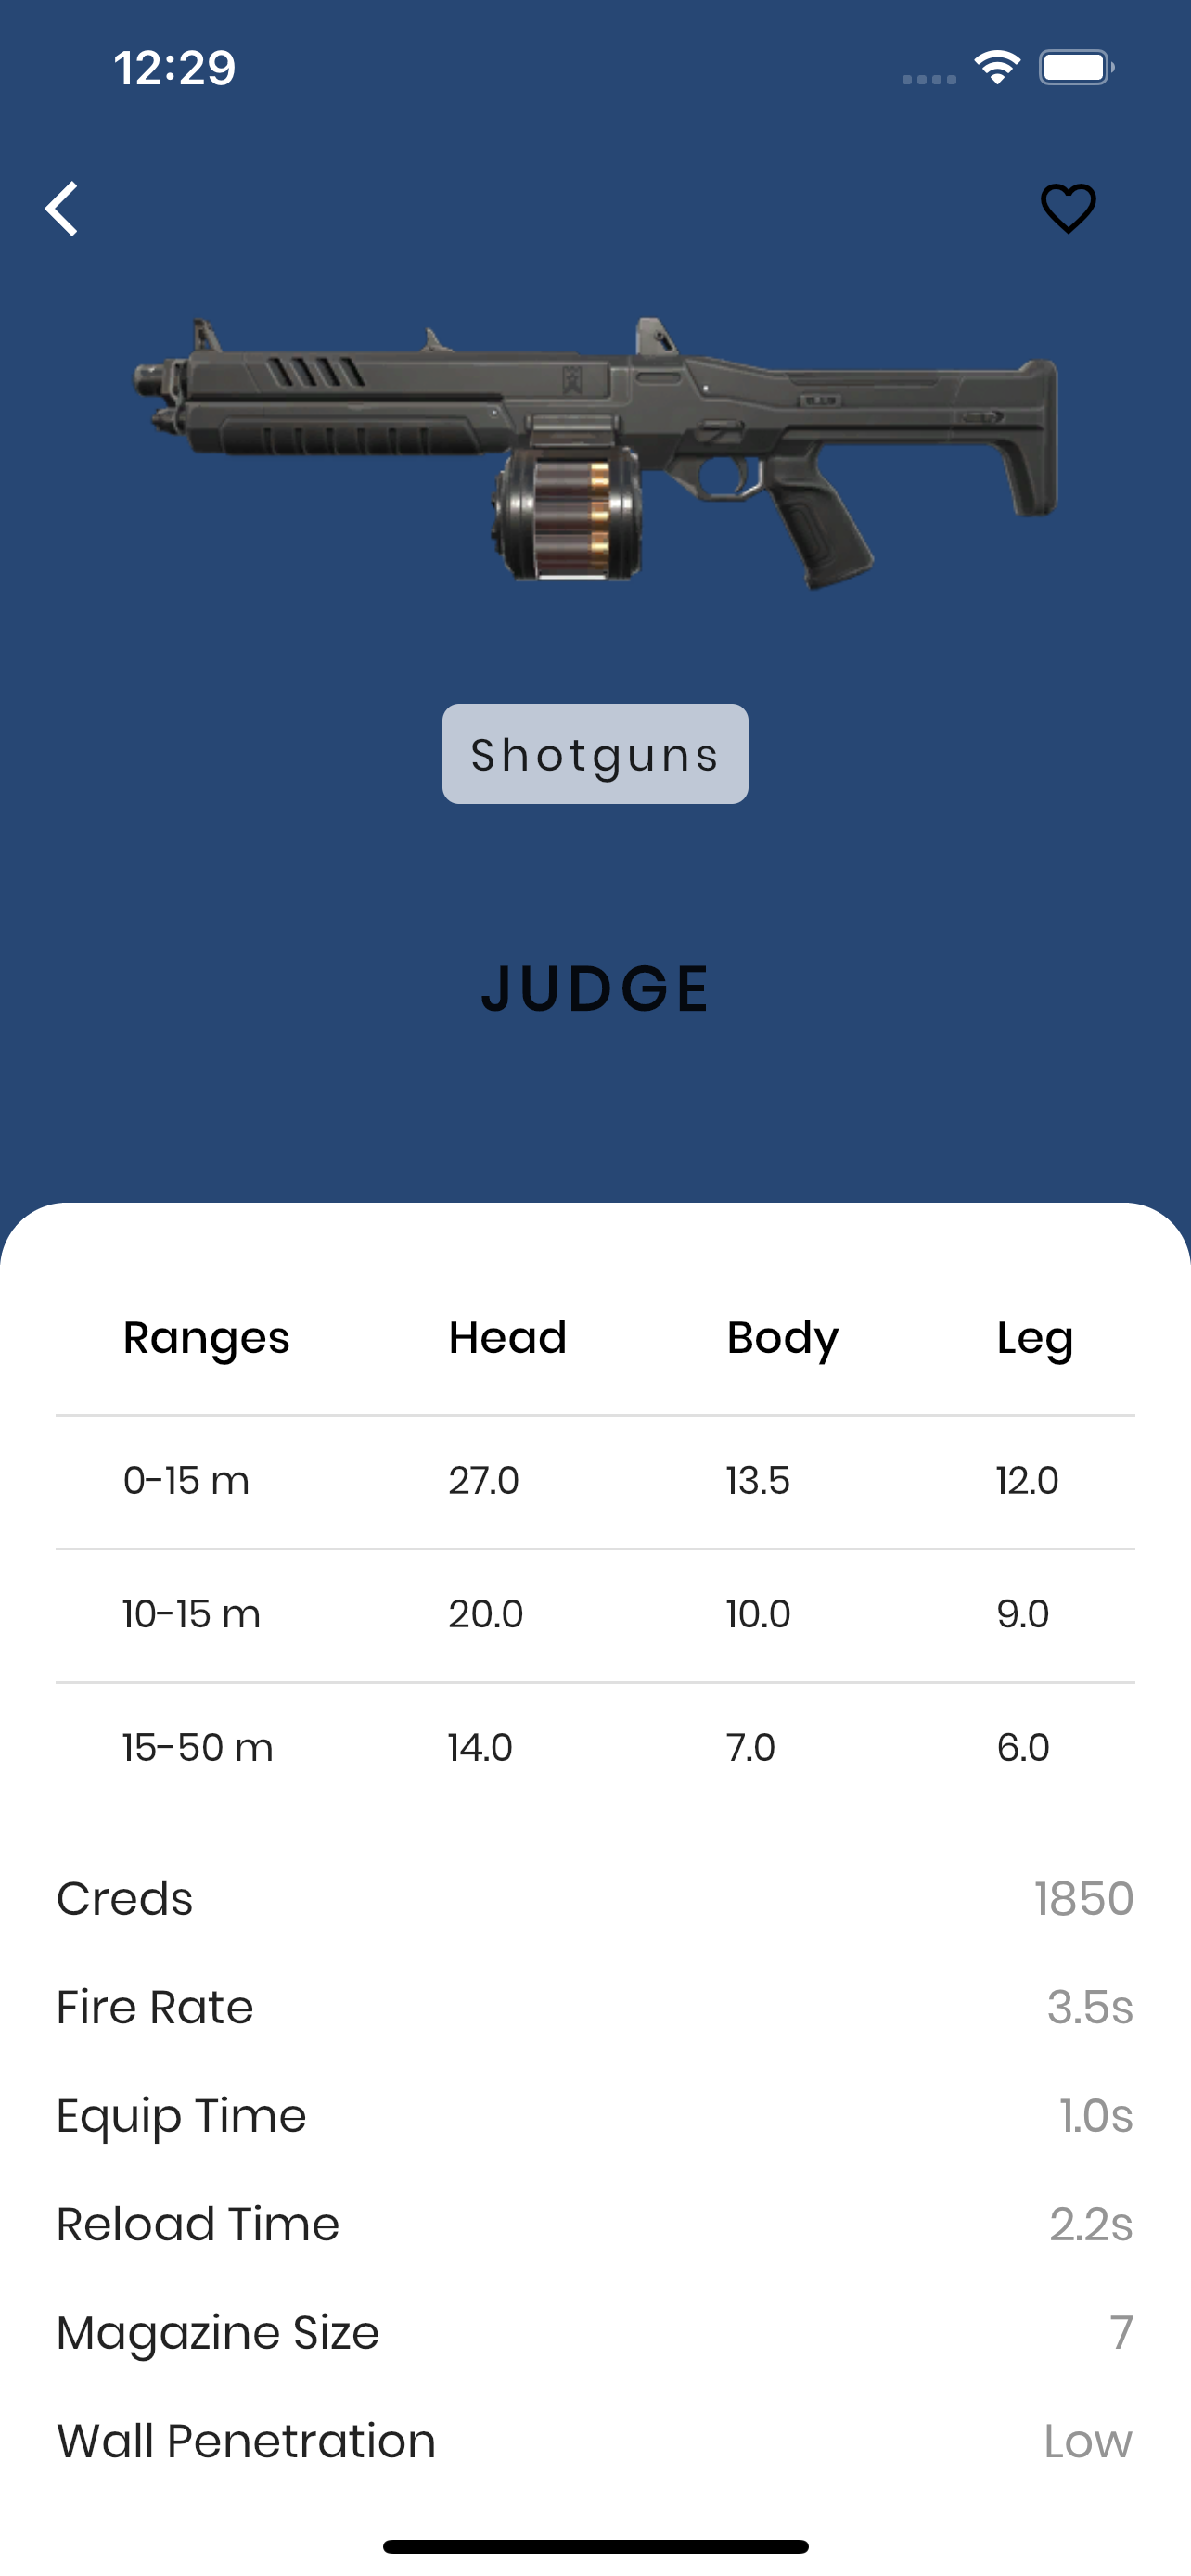 12:29
Shotguns
JUDGE
Ranges Head Body Leg
0-15 m 27.0 13.5 12.0
10-15 m 20.0 10.0 9.0
15-50 m 14.0 7.0 6.0
Creds 1850
Fire Rate 3.5s
Equip Time 1.0s
Reload Time 2.2s
Magazine Size 7
Wall Penetration Low